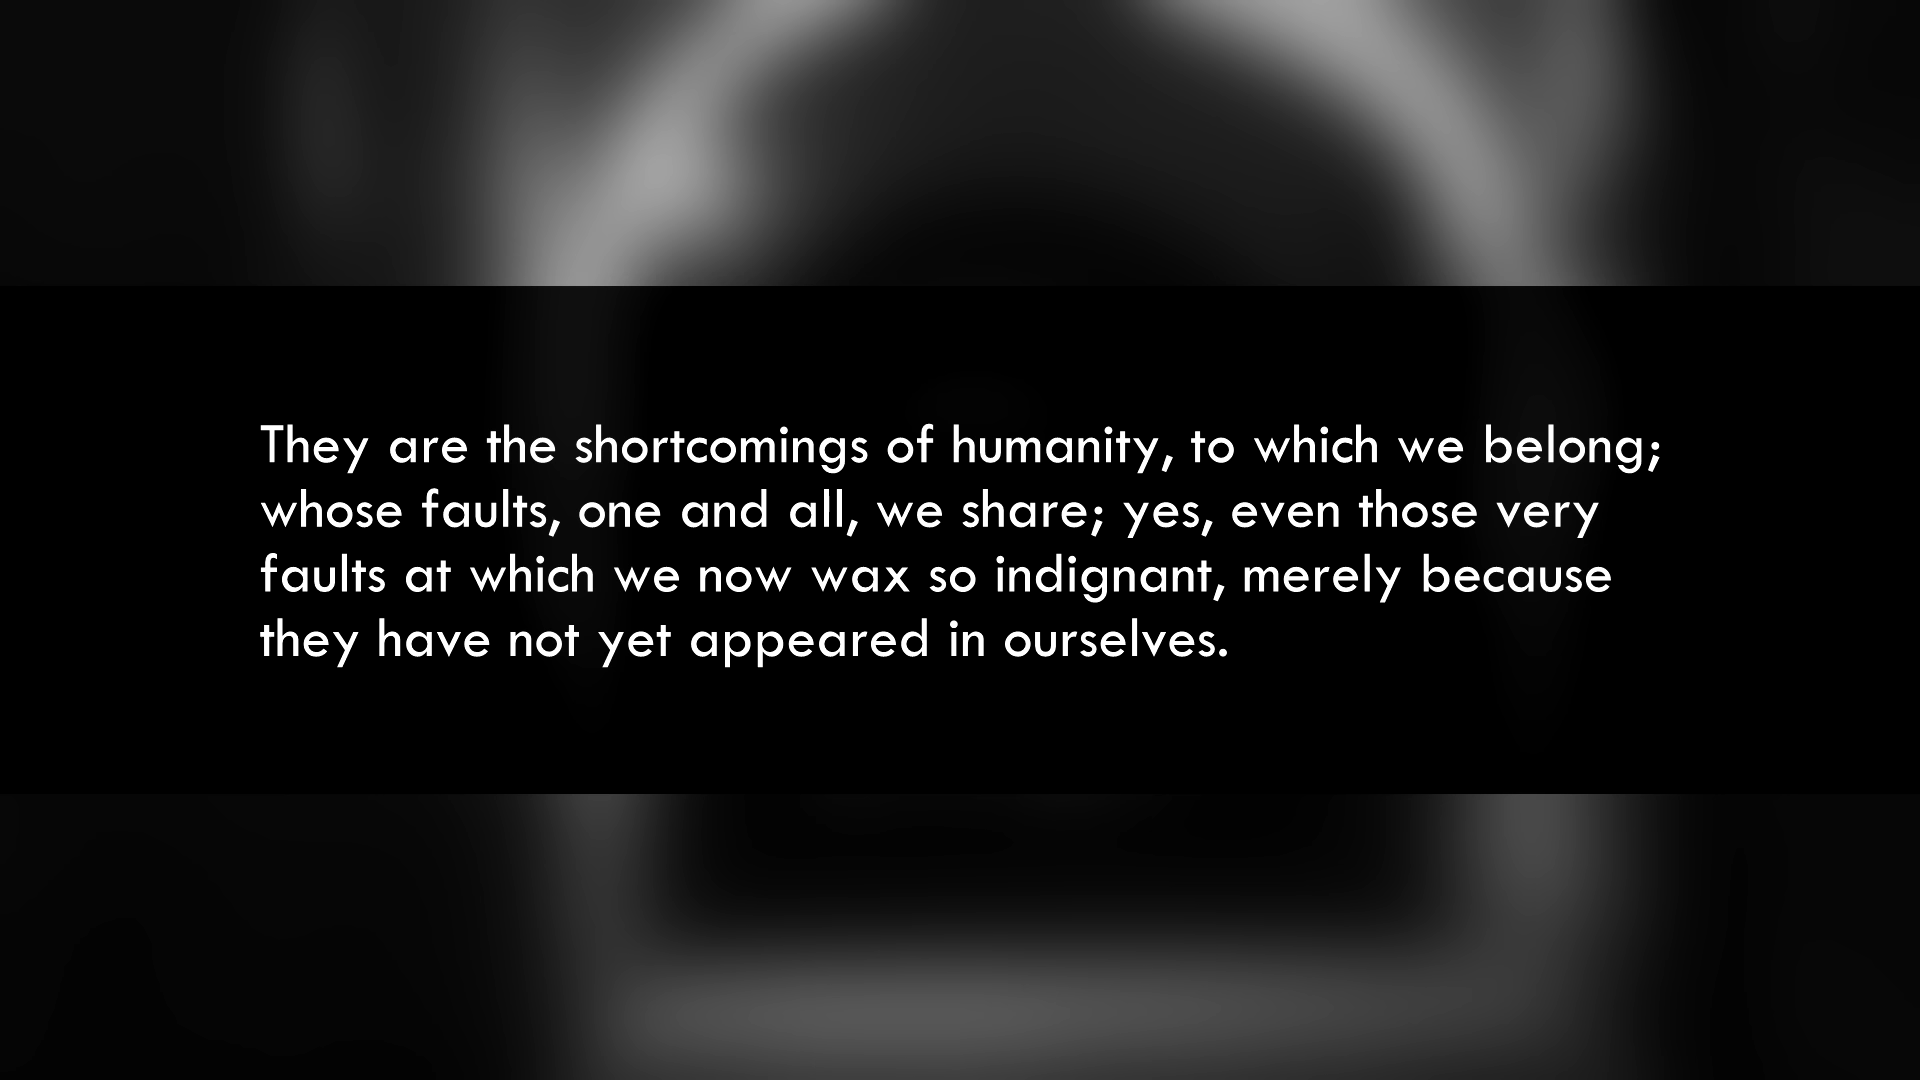 They are the shortcomings of humanity, to which we belong;
whose faults, one and all, we share; yes, even those very
faults at which we now wax so indignant, merely because
they have not yet appeared in ourselves.